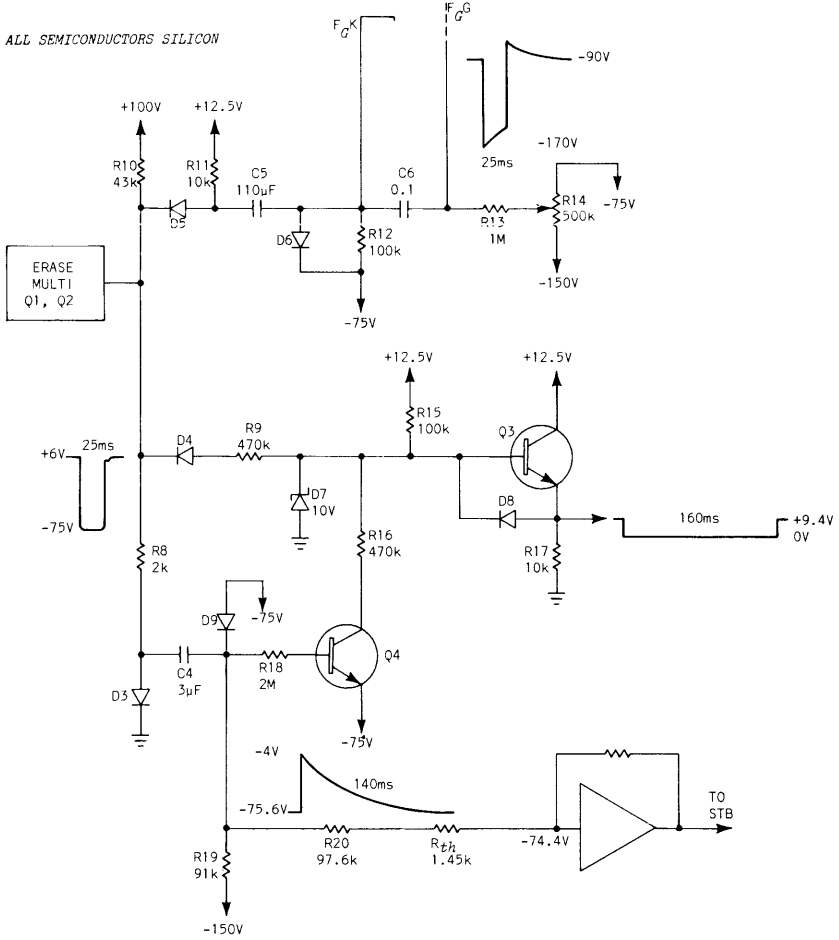 F_G K
F_G G
ALL SEMICONDUCTORS SILICON
-90V
+100V
+12.5V
-170V
25ms
R10
43k
R11
10k
C5
110µF
C6
0.1
D5
D6
R12
100k
R13
1M
R14
500k
-75V
-150V
-75V
ERASE
MULTI
Q1, Q2
+12.5V
+12.5V
R15
100k
Q3
+6V
25ms
-75V
D4
R9
470k
D7
10V
D8
160ms
+9.4V
0V
R16
470k
R17
10k
R8
2k
D9
-75V
D3
C4
3µF
R18
2M
Q4
-75V
-4V
140ms
-75.6V
R19
91k
R20
97.6k
Rth
1.45k
-74.4V
TO
STB
-150V